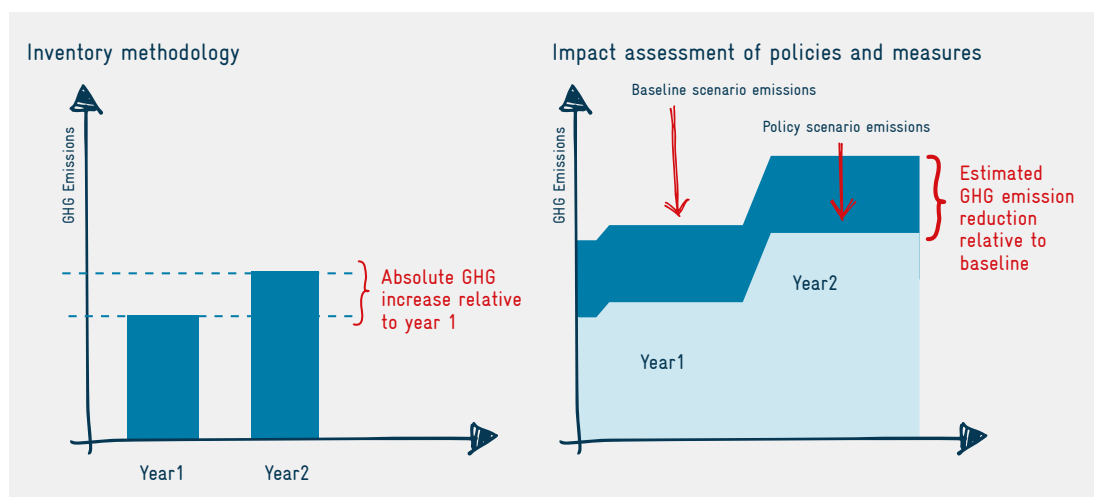 Inventory methodology
GHG Emissions
Absolute GHG
increase relative
to year 1
Year1
Year2
Impact assessment of policies and measures
Baseline scenario emissions
Policy scenario emissions
GHG Emissions
Estimated
GHG emission
reduction
relative to
baseline
Year2
Year1